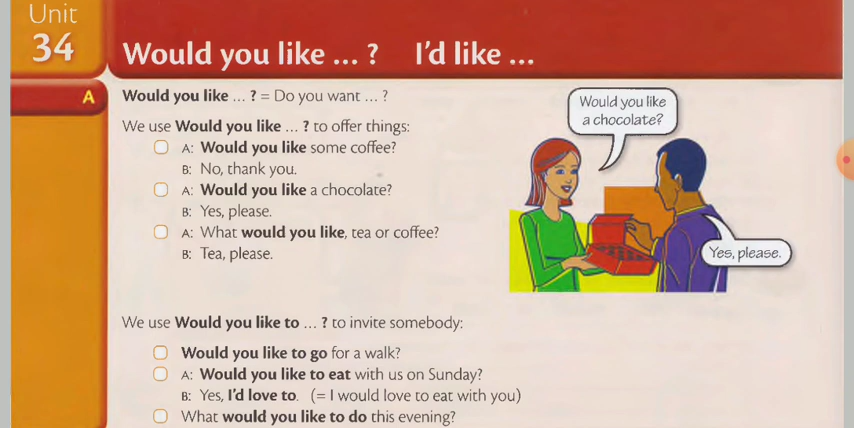 Unit
34
Would you like ... ? I'd like ...
A
Would you like ... ? = Do you want ... ?
We use Would you like ... ? to offer things:
A: Would you like some coffee?
B: No, thank you.
A: Would you like a chocolate?
B: Yes, please.
A: What would you like, tea or coffee?
B: Tea, please.
Would you like
a chocolate?
Yes, please.
We use Would you like to ... ? to invite somebody:
Would you like to go for a walk?
A: Would you like to eat with us on Sunday?
B: Yes, I'd love to. (= I would love to eat with you)
What would you like to do this evening?